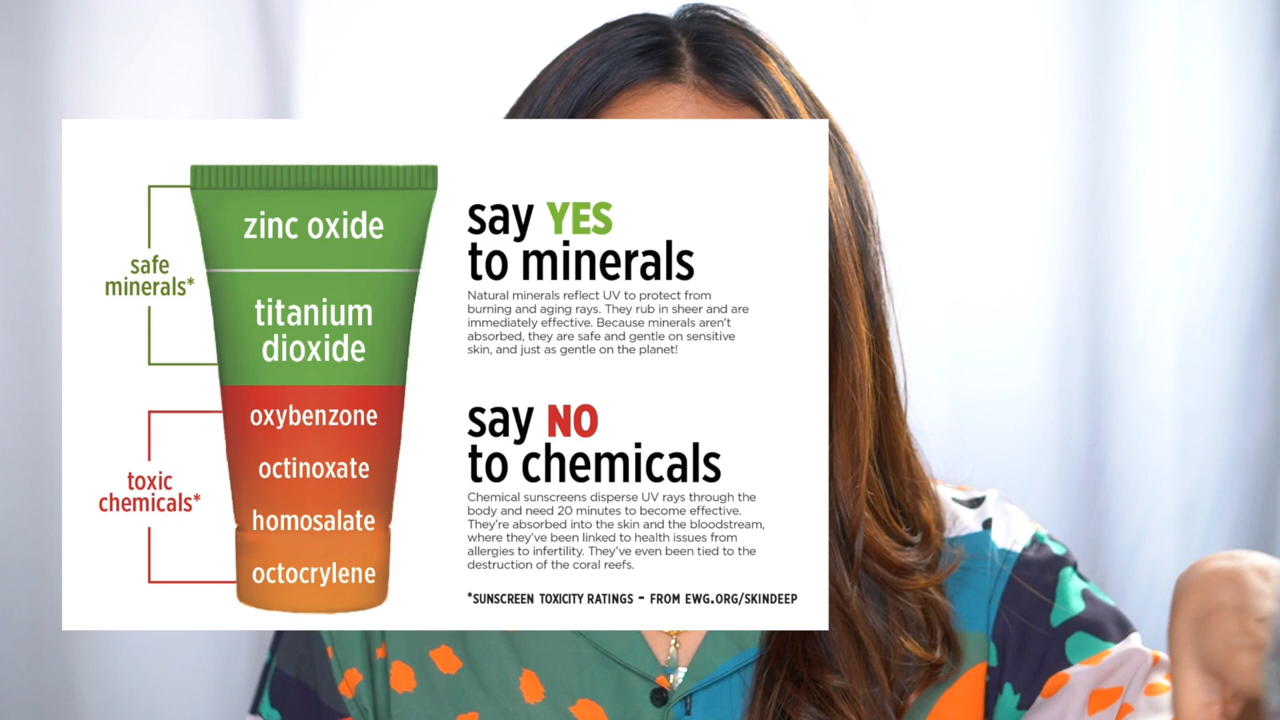 zinc oxide
safe
minerals*
titanium
dioxide
oxybenzone
octinoxate
toxic
chemicals*
homosalate
octocrylene
say YES
to minerals
Natural minerals reflect UV to protect from
burning and aging rays. They rub in sheer and are
immediately effective. Because minerals aren't
absorbed, they are safe and gentle on sensitive
skin, and just as gentle on the planet!
say NO
to chemicals
Chemical sunscreens disperse UV rays through the
body and need 20 minutes to become effective.
They're absorbed into the skin and the bloodstream,
where they've been linked to health issues from
allergies to infertility. They've even been tied to the
destruction of the coral reefs.
*SUNSCREEN TOXICITY RATINGS - FROM EWG.ORG/SKINDEEP